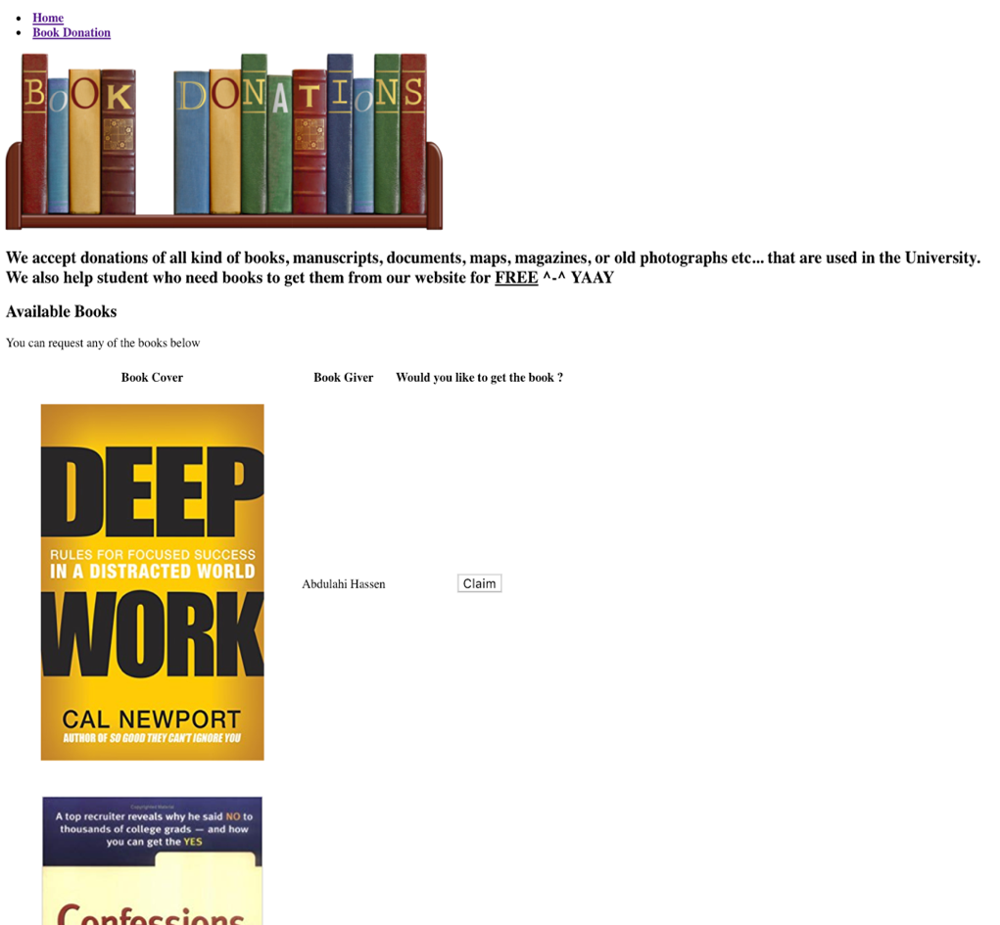 Home
Book Donation
BOOK DONATIONS
We accept donations of all kind of books, manuscripts, documents, maps, magazines, or old photographs etc... that are used in the University.
We also help student who need books to get them from our website for FREE ^-^ YAAY
Available Books
You can request any of the books below
Book Cover Book Giver Would you like to get the book ?
DEEP
RULES FOR FOCUSED SUCCESS
IN A DISTRACTED WORLD
WORK
CAL NEWPORT
AUTHOR OF SO GOOD THEY CAN'T IGNORE YOU
Abdulahi Hassen
Claim
Copyrighted Material
A top recruiter reveals why he said NO to
thousands of college grads — and how
you can get the YES
Confessions